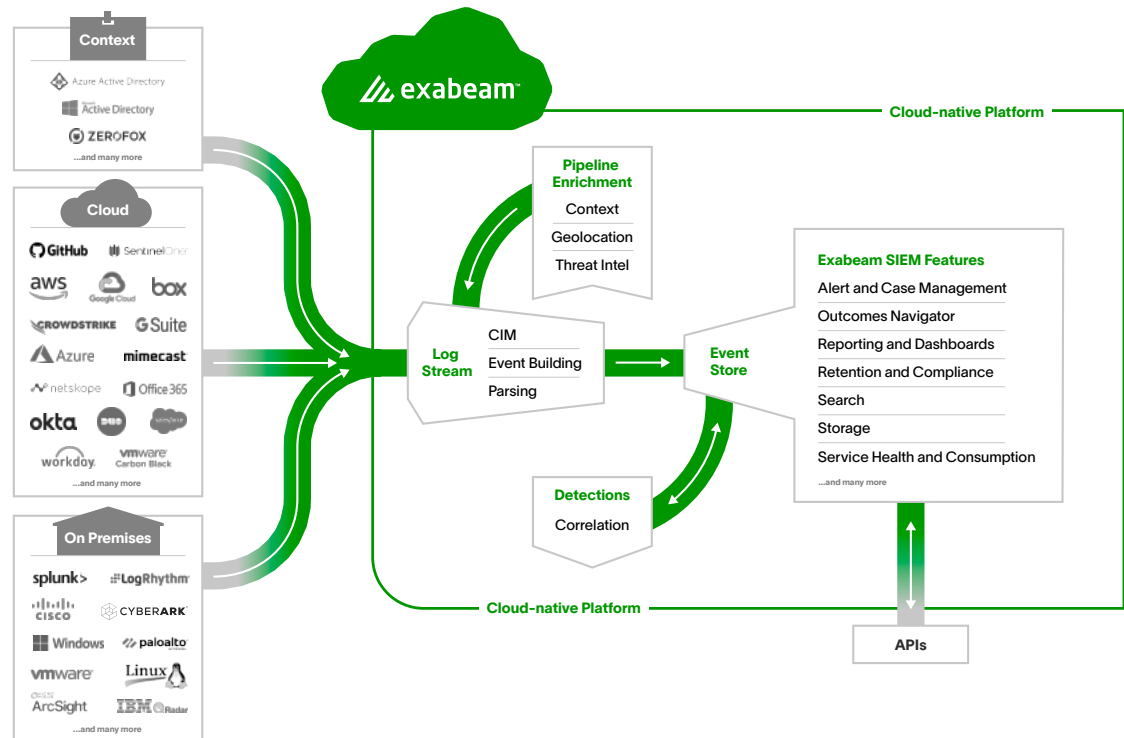 Context
Azure Active Directory
Microsoft
Active Directory
ZEROFOX
...and many more
Cloud
GitHub
SentinelOne
aws
Google Cloud
box
CROWDSTRIKE
G Suite
Azure
mimecast
netskope
Office 365
okta
DUO
workday.
vmware
Carbon Black
...and many more
On Premises
splunk>
LogRhythm
CISCO
CYBERARK
Windows
paloalto
vmware
Linux
ArcSight
IBM QRadar
...and many more
exabeam™
Cloud-native Platform
Pipeline
Enrichment
Context
Geolocation
Threat Intel
Log
Stream
CIM
Event Building
Parsing
Event
Store
Detections
Correlation
Exabeam SIEM Features
Alert and Case Management
Outcomes Navigator
Reporting and Dashboards
Retention and Compliance
Search
Storage
Service Health and Consumption
...and many more
Cloud-native Platform
APIs